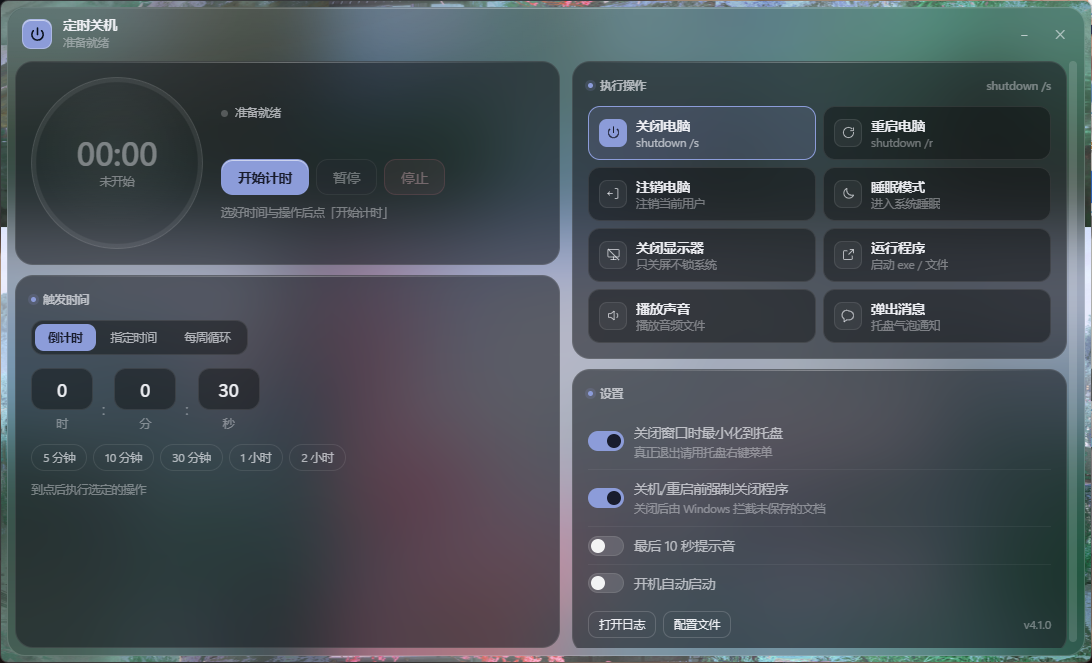 定时关机
准备就绪
00:00
未开始
准备就绪
开始计时 暂停 停止
选好时间与操作后点「开始计时」
触发时间
倒计时 指定时间 每周循环
0 : 0 : 30
时 分 秒
5 分钟 10 分钟 30 分钟 1 小时 2 小时
到点后执行选定的操作
执行操作 shutdown /s
关闭电脑
shutdown /s
重启电脑
shutdown /r
注销电脑
注销当前用户
睡眠模式
进入系统睡眠
关闭显示器
只关屏不锁系统
运行程序
启动 exe / 文件
播放声音
播放音频文件
弹出消息
托盘气泡通知
设置
关闭窗口时最小化到托盘
真正退出请用托盘右键菜单
关机/重启前强制关闭程序
关闭后由 Windows 拦截未保存的文档
最后 10 秒提示音
开机自动启动
打开日志 配置文件 v4.1.0